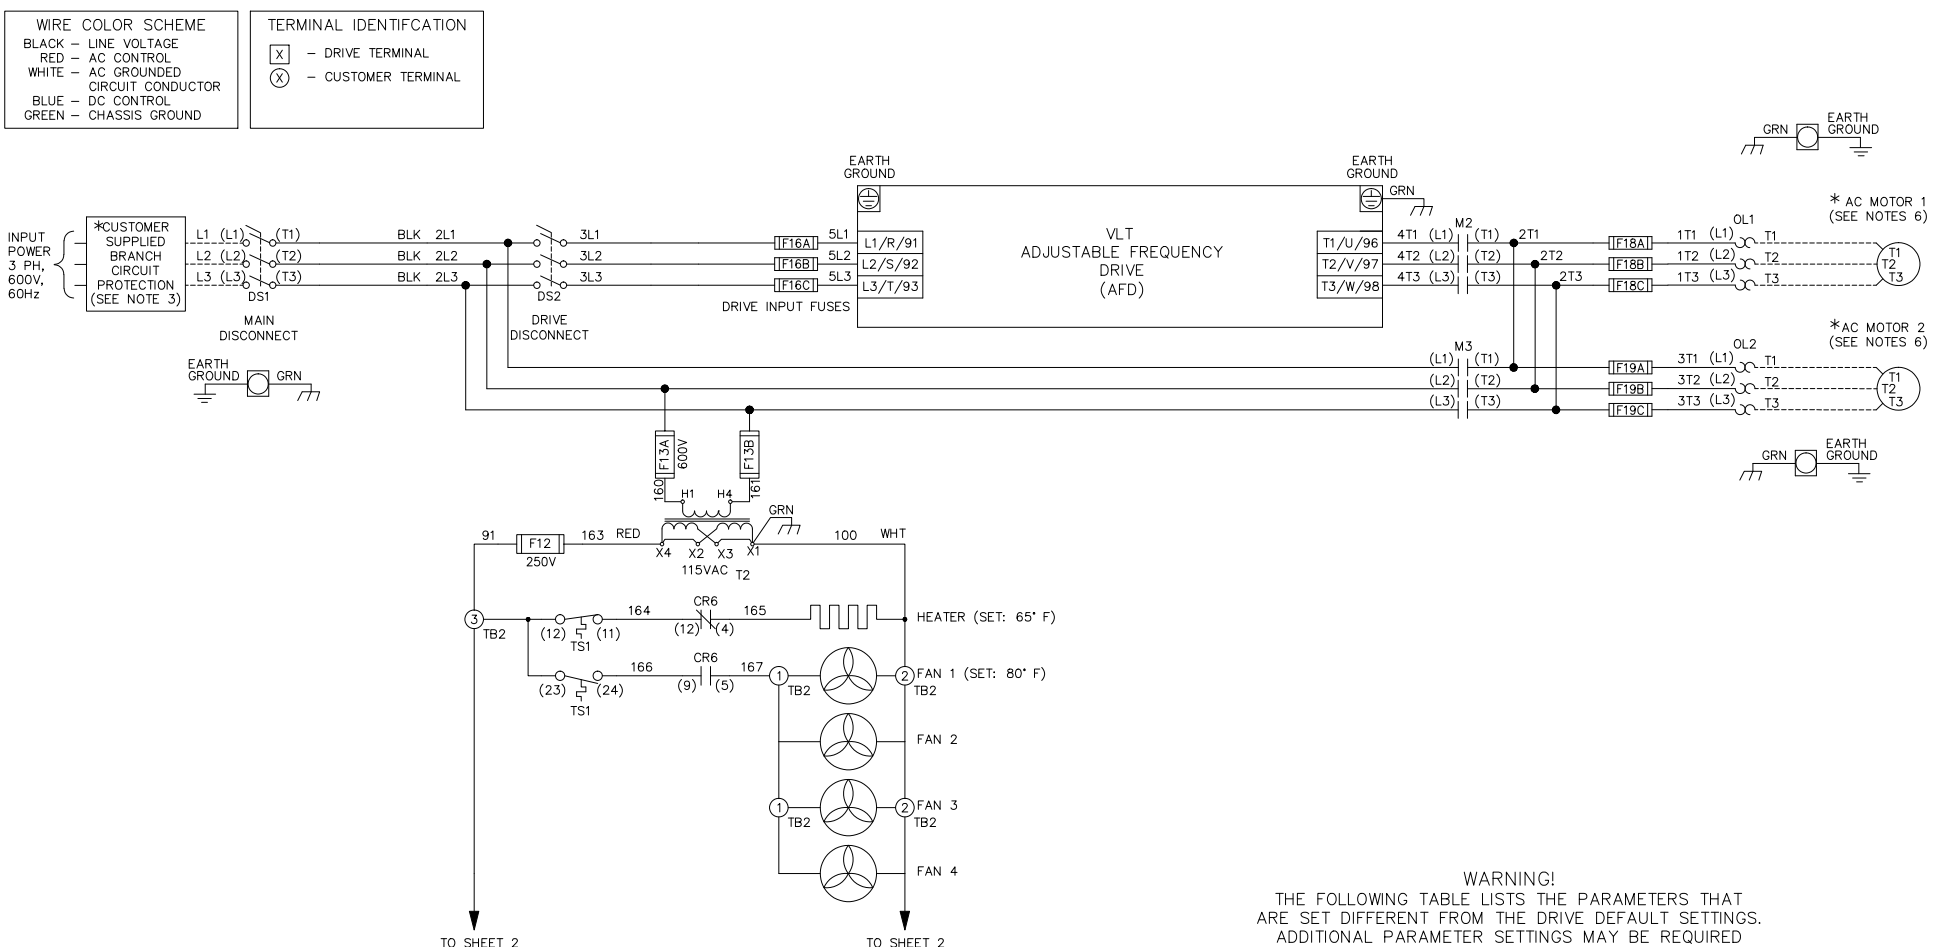 WIRE COLOR SCHEME
BLACK – LINE VOLTAGE
RED – AC CONTROL
WHITE – AC GROUNDED
CIRCUIT CONDUCTOR
BLUE – DC CONTROL
GREEN – CHASSIS GROUND
TERMINAL IDENTIFCATION
X – DRIVE TERMINAL
X – CUSTOMER TERMINAL
INPUT
POWER
3 PH,
600V,
60Hz
*CUSTOMER
SUPPLIED
BRANCH
CIRCUIT
PROTECTION
(SEE NOTE 3)
L1 (L1) (T1) BLK 2L1 3L1 F16A 5L1 L1/R/91
L2 (L2) (T2) BLK 2L2 3L2 F16B 5L2 L2/S/92
L3 (L3) (T3) BLK 2L3 3L3 F16C 5L3 L3/T/93
DS1
MAIN
DISCONNECT
DS2
DRIVE
DISCONNECT
DRIVE INPUT FUSES
EARTH
GROUND
GRN
EARTH
GROUND
VLT
ADJUSTABLE FREQUENCY
DRIVE
(AFD)
EARTH
GROUND
GRN
M2
T1/U/96 4T1 (L1) (T1) 2T1 F18A 1T1 (L1) T1
T2/V/97 4T2 (L2) (T2) 2T2 F18B 1T2 (L2) T2
T3/W/98 4T3 (L3) (T3) 2T3 F18C 1T3 (L3) T3
OL1
GRN
EARTH
GROUND
* AC MOTOR 1
(SEE NOTES 6)
T1
T2
T3
M3
(L1) (T1) F19A 3T1 (L1) T1
(L2) (T2) F19B 3T2 (L2) T2
(L3) (T3) F19C 3T3 (L3) T3
OL2
*AC MOTOR 2
(SEE NOTES 6)
T1
T2
T3
GRN
EARTH
GROUND
F13A
600V
F13B
160
161
H1 H4
GRN
91 F12 163 RED
250V
X4 X2 X3 X1
100 WHT
115VAC T2
3
TB2
(12) (11)
TS1
164
CR6
(12) (4)
165
HEATER (SET: 65° F)
(23) (24)
TS1
166
CR6
(9) (5)
167
1
TB2
2
TB2
FAN 1 (SET: 80° F)
FAN 2
1
TB2
2
TB2
FAN 3
FAN 4
TO SHEET 2
TO SHEET 2
WARNING!
THE FOLLOWING TABLE LISTS THE PARAMETERS THAT
ARE SET DIFFERENT FROM THE DRIVE DEFAULT SETTINGS.
ADDITIONAL PARAMETER SETTINGS MAY BE REQUIRED